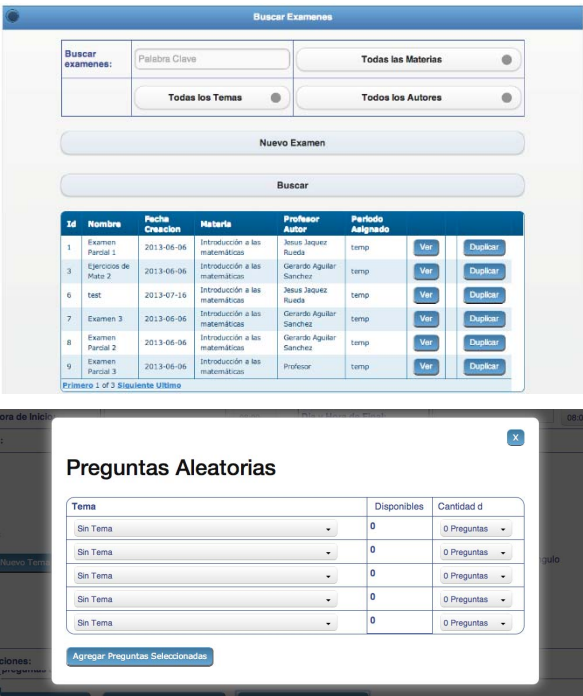 Buscar Examenes
Buscar examenes:
Palabra Clave
Todas las Materias
Todas los Temas
Todos los Autores
Nuevo Examen
Buscar
Id Nombre Fecha Creacion Materia Profesor Autor Periodo Asignado
1 Examen Parcial 1 2013-06-06 Introducción a las matemáticas Jesus Jaquez Rueda temp Ver Duplicar
3 Ejercicios de Mate 2 2013-06-06 Introducción a las matemáticas Gerardo Aguilar Sanchez temp Ver Duplicar
6 test 2013-07-16 Introducción a las matemáticas Jesus Jaquez Rueda temp Ver Duplicar
7 Examen 3 2013-06-06 Introducción a las matemáticas Gerardo Aguilar Sanchez temp Ver Duplicar
8 Examen Parcial 2 2013-06-06 Introducción a las matemáticas Gerardo Aguilar Sanchez temp Ver Duplicar
9 Examen Parcial 3 2013-06-06 Introducción a las matemáticas Profesor temp Ver Duplicar
Primero 1 of 3 Siguiente Ultimo
ora de Inicio
X
Preguntas Aleatorias
Tema Disponibles Cantidad d
Sin Tema 0 0 Preguntas
Sin Tema 0 0 Preguntas
Sin Tema 0 0 Preguntas
Sin Tema 0 0 Preguntas
Sin Tema 0 0 Preguntas
Nuevo Tema
ngulo
Agregar Preguntas Seleccionadas
ciones: